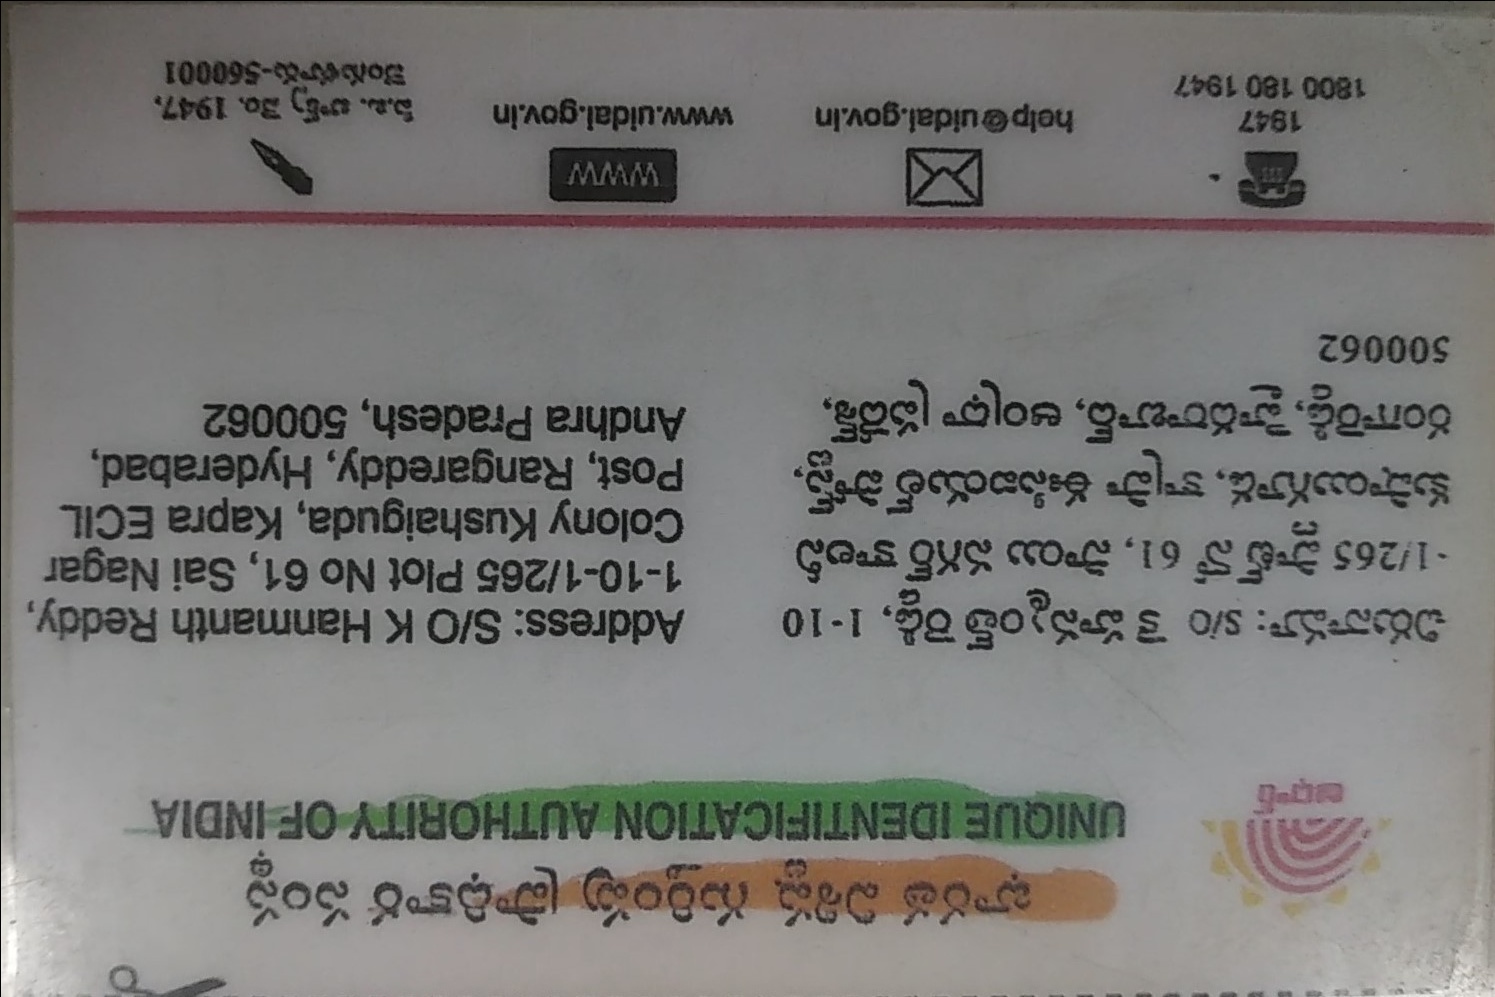 భారత విశిష్ట గుర్తింపు ప్రాధికార సంస్థ
UNIQUE IDENTIFICATION AUTHORITY OF INDIA
ఆధార్
చిరునామా: S/O కె హన్మంత్ రెడ్డి, 1-10
-1/265 ప్లాట్ నో 61, సాయి నగర్ కాలనీ
కుషాయిగూడ, కాప్రా ఈసిఐయల్ పోస్ట్,
రంగారెడ్డి, హైదరాబాద్, ఆంధ్రా ప్రదేశ్,
500062
Address: S/O K Hanmanth Reddy,
1-10-1/265 Plot No 61, Sai Nagar
Colony Kushaiguda, Kapra ECIL
Post, Rangareddy, Hyderabad,
Andhra Pradesh, 500062
1947
1800 180 1947
help@uidai.gov.in
WWW
www.uidai.gov.in
పి.ఒ. బాక్స్ నెం. 1947,
బెంగుళూరు-560001